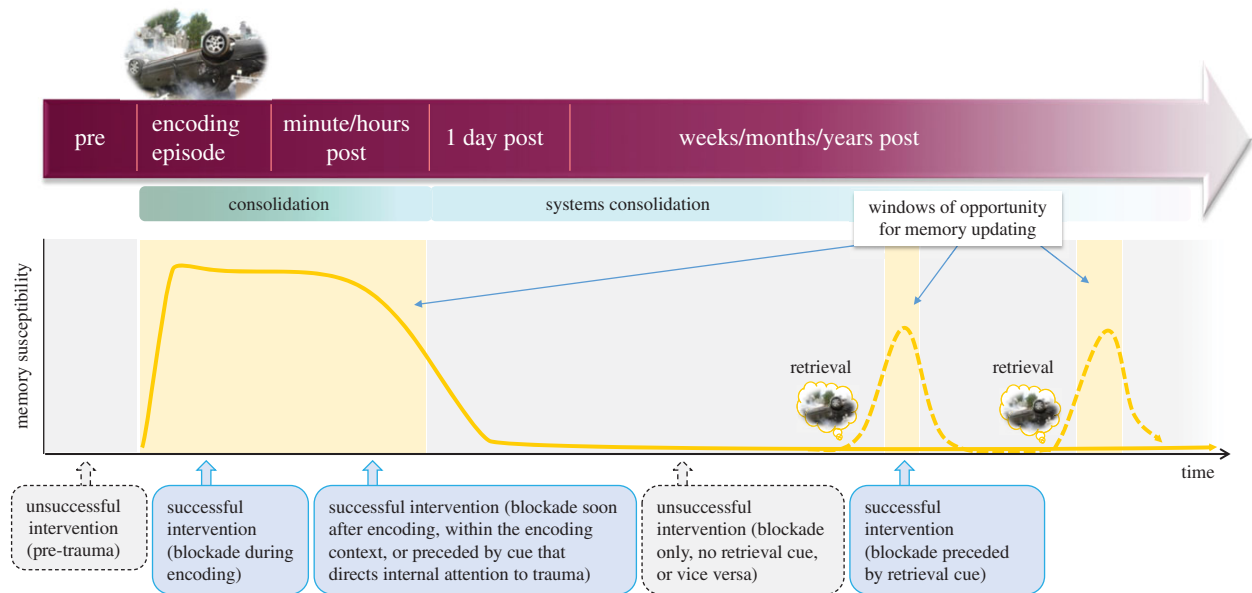 pre
encoding
episode
minute/hours
post
1 day post
weeks/months/years post
consolidation
systems consolidation
windows of opportunity
for memory updating
memory susceptibility
retrieval
retrieval
time
unsuccessful
intervention
(pre-trauma)
successful
intervention
(blockade during
encoding)
successful intervention (blockade soon
after encoding, within the encoding
context, or preceded by cue that
directs internal attention to trauma)
unsuccessful
intervention (blockade
only, no retrieval cue,
or vice versa)
successful
intervention
(blockade preceded
by retrieval cue)